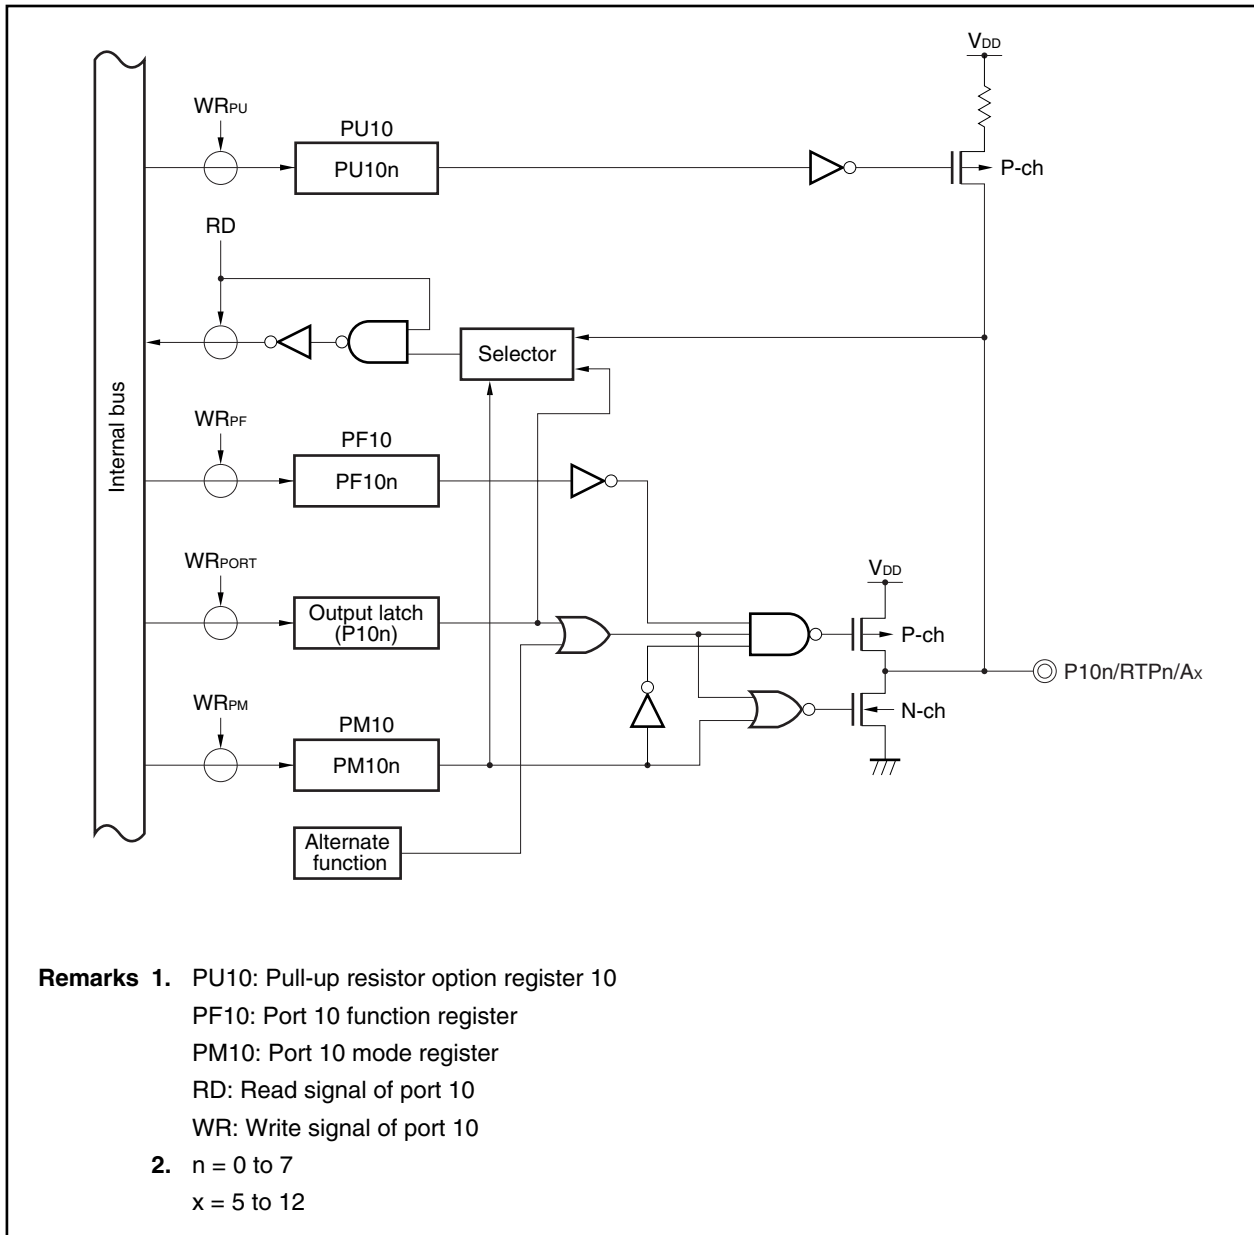 VDD
WRPU
PU10
PU10n
P-ch
RD
Selector
Internal bus
WRPF
PF10
PF10n
WRPORT
VDD
Output latch
(P10n)
P-ch
P10n/RTPn/Ax
WRPM
PM10
N-ch
PM10n
Alternate
function
Remarks 1. PU10: Pull-up resistor option register 10
PF10: Port 10 function register
PM10: Port 10 mode register
RD: Read signal of port 10
WR: Write signal of port 10
2. n = 0 to 7
x = 5 to 12